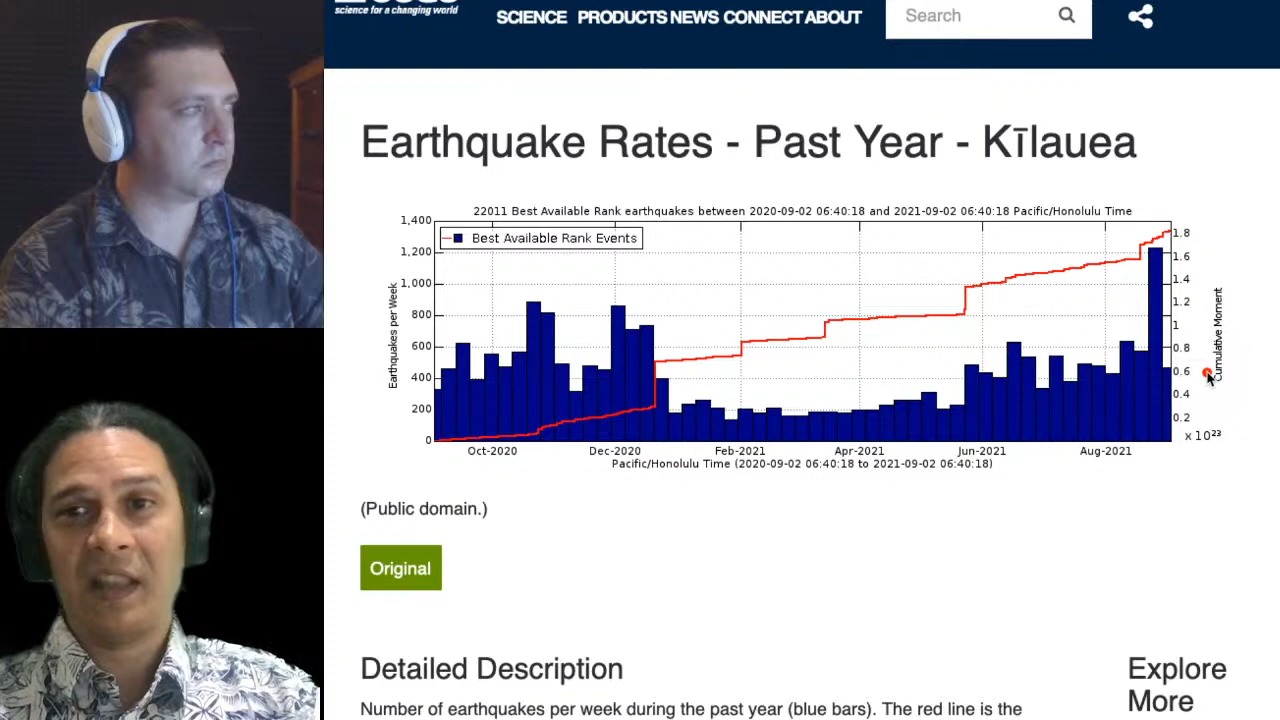 science for a changing world
SCIENCE PRODUCTS NEWS CONNECT ABOUT
Search
Earthquake Rates - Past Year - Kīlauea
22011 Best Available Rank earthquakes between 2020-09-02 06:40:18 and 2021-09-02 06:40:18 Pacific/Honolulu Time
Best Available Rank Events
Earthquakes per Week
1,400
1,200
1,000
800
600
400
200
0
1.8
1.6
1.4
1.2
1
0.8
0.6
0.4
0.2
x 10²³
Cumulative Moment
Oct-2020 Dec-2020 Feb-2021 Apr-2021 Jun-2021 Aug-2021
Pacific/Honolulu Time (2020-09-02 06:40:18 to 2021-09-02 06:40:18)
(Public domain.)
Original
Detailed Description
Number of earthquakes per week during the past year (blue bars). The red line is the
Explore
More